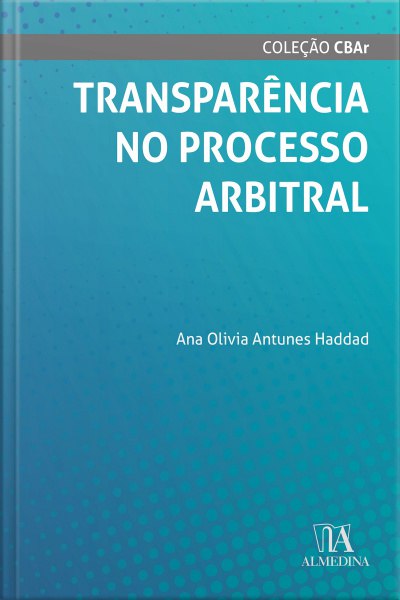 COLEÇÃO CBAr
TRANSPARÊNCIA
NO PROCESSO
ARBITRAL
Ana Olivia Antunes Haddad
ALMEDINA